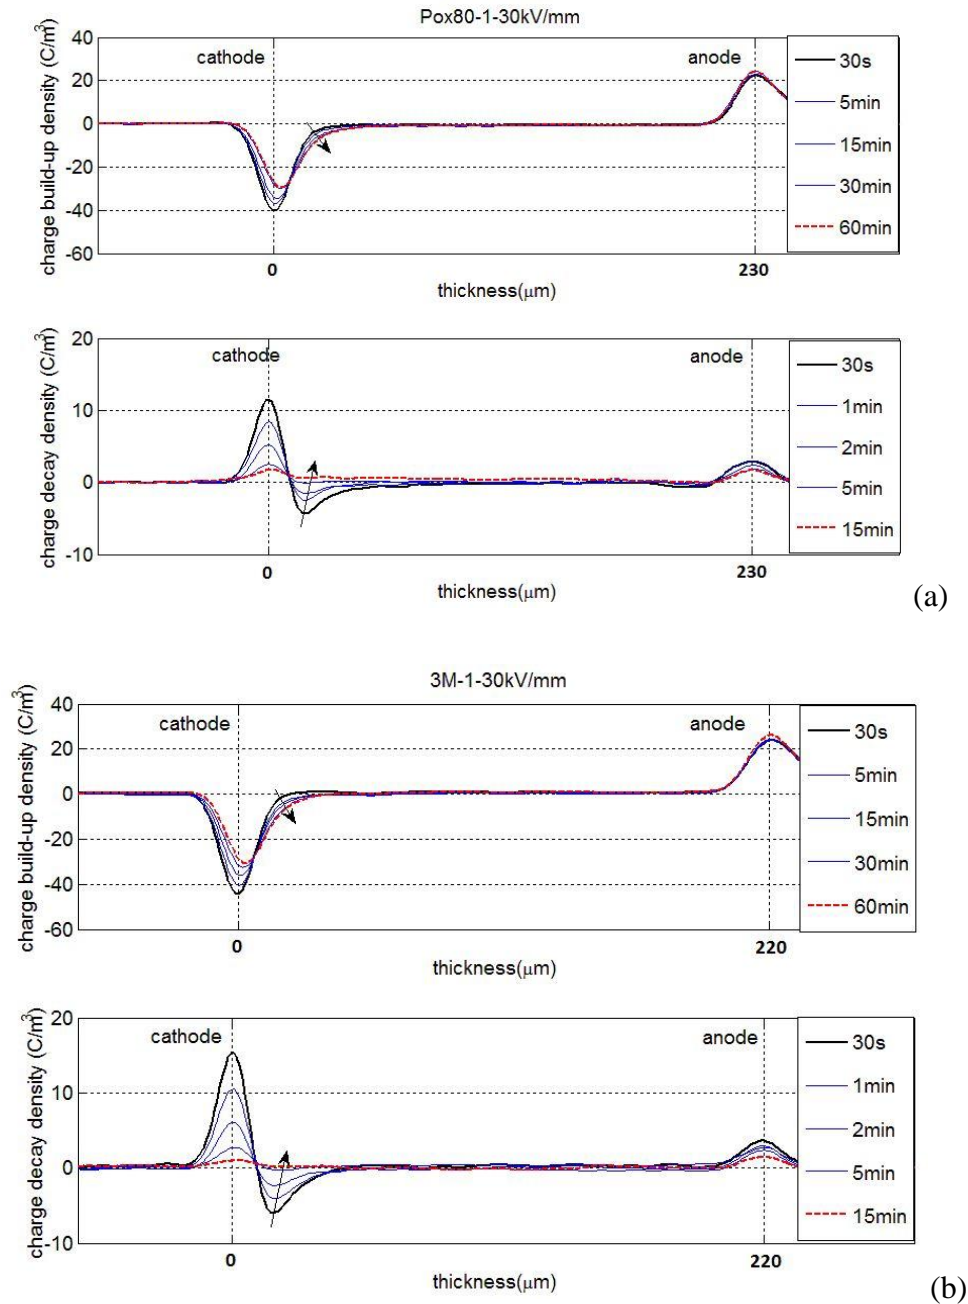 Pox80-1-30kV/mm
charge build-up density (C/m³)
40
20
0
-20
-40
-60
cathode
anode
30s
5min
15min
30min
60min
0
230
thickness(μm)
charge decay density (C/m³)
20
10
0
-10
cathode
anode
30s
1min
2min
5min
15min
0
230
thickness(μm)
(a)
3M-1-30kV/mm
charge build-up density (C/m³)
40
20
0
-20
-40
-60
cathode
anode
30s
5min
15min
30min
60min
0
220
thickness(μm)
charge decay density (C/m³)
20
10
0
-10
cathode
anode
30s
1min
2min
5min
15min
0
220
thickness(μm)
(b)